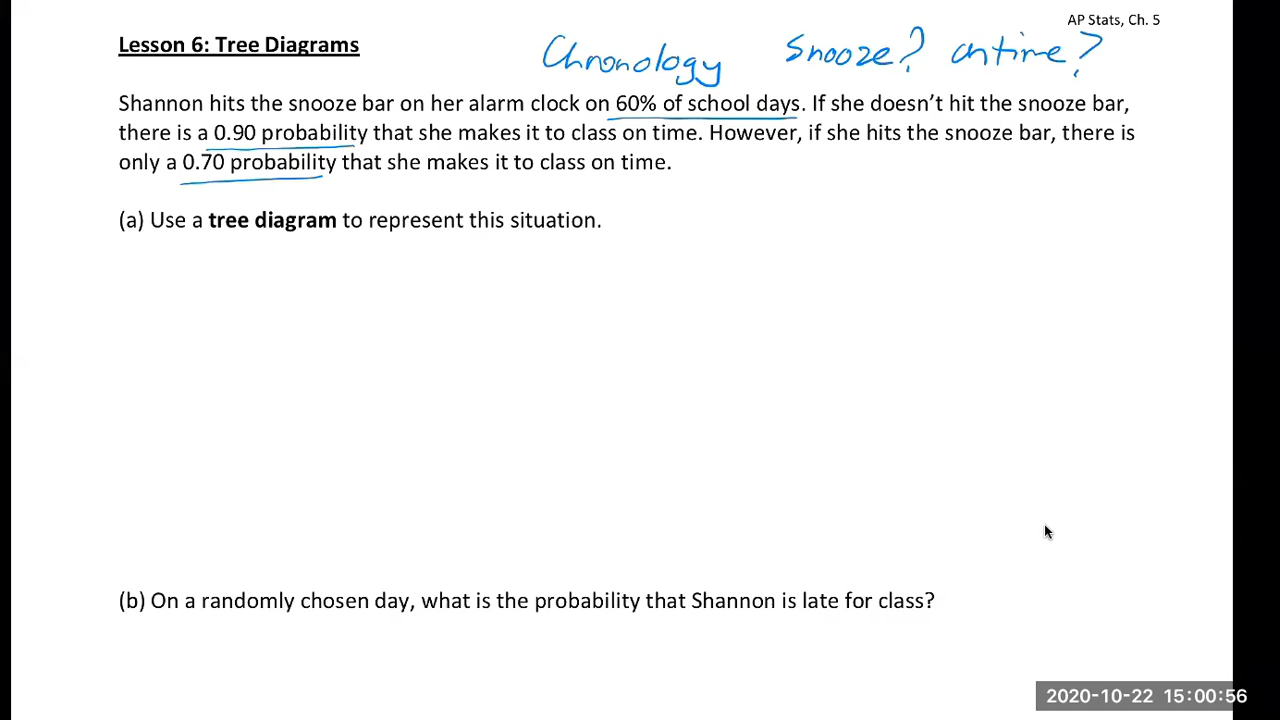 AP Stats, Ch. 5
Lesson 6: Tree Diagrams
Chronology Snooze? on time?
Shannon hits the snooze bar on her alarm clock on 60% of school days. If she doesn’t hit the snooze bar,
there is a 0.90 probability that she makes it to class on time. However, if she hits the snooze bar, there is
only a 0.70 probability that she makes it to class on time.
(a) Use a tree diagram to represent this situation.
(b) On a randomly chosen day, what is the probability that Shannon is late for class?
2020-10-22 15:00:56